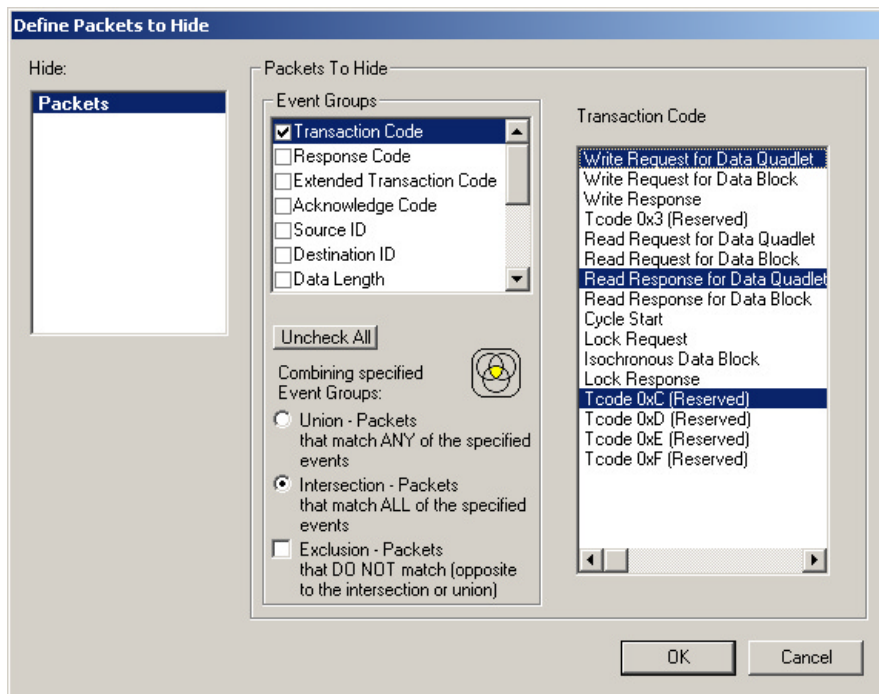 Define Packets to Hide
Hide:
Packets
Packets To Hide
Event Groups
Transaction Code
Response Code
Extended Transaction Code
Acknowledge Code
Source ID
Destination ID
Data Length
Uncheck All
Combining specified
Event Groups:
Union - Packets
that match ANY of the specified
events
Intersection - Packets
that match ALL of the specified
events
Exclusion - Packets
that DO NOT match (opposite
to the intersection or union)
Transaction Code
Write Request for Data Quadlet
Write Request for Data Block
Write Response
Tcode 0x3 (Reserved)
Read Request for Data Quadlet
Read Request for Data Block
Read Response for Data Quadlet
Read Response for Data Block
Cycle Start
Lock Request
Isochronous Data Block
Lock Response
Tcode 0xC (Reserved)
Tcode 0xD (Reserved)
Tcode 0xE (Reserved)
Tcode 0xF (Reserved)
OK
Cancel